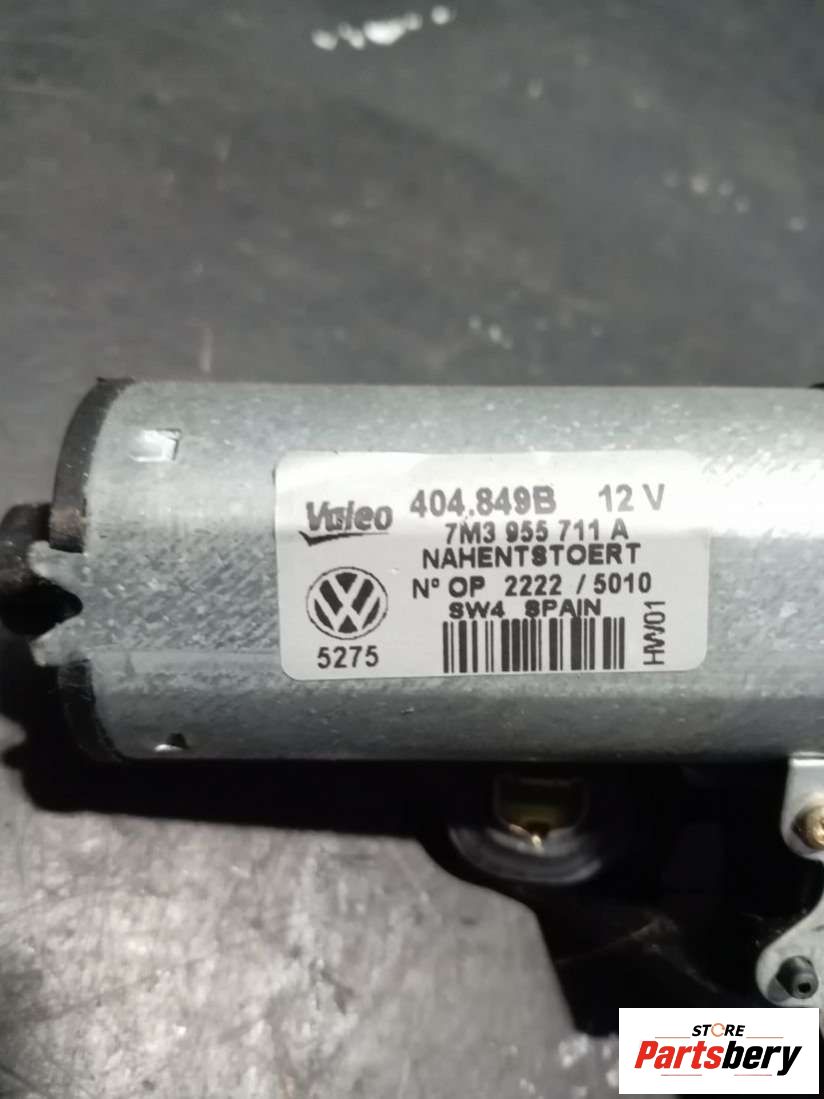 Valeo 404.849B 12 V
7M3 955 711 A
NAHENTSTOERT
N° OP 2222 / 5010
SW4 SPAIN
5275
HW01
STORE
Partsbery